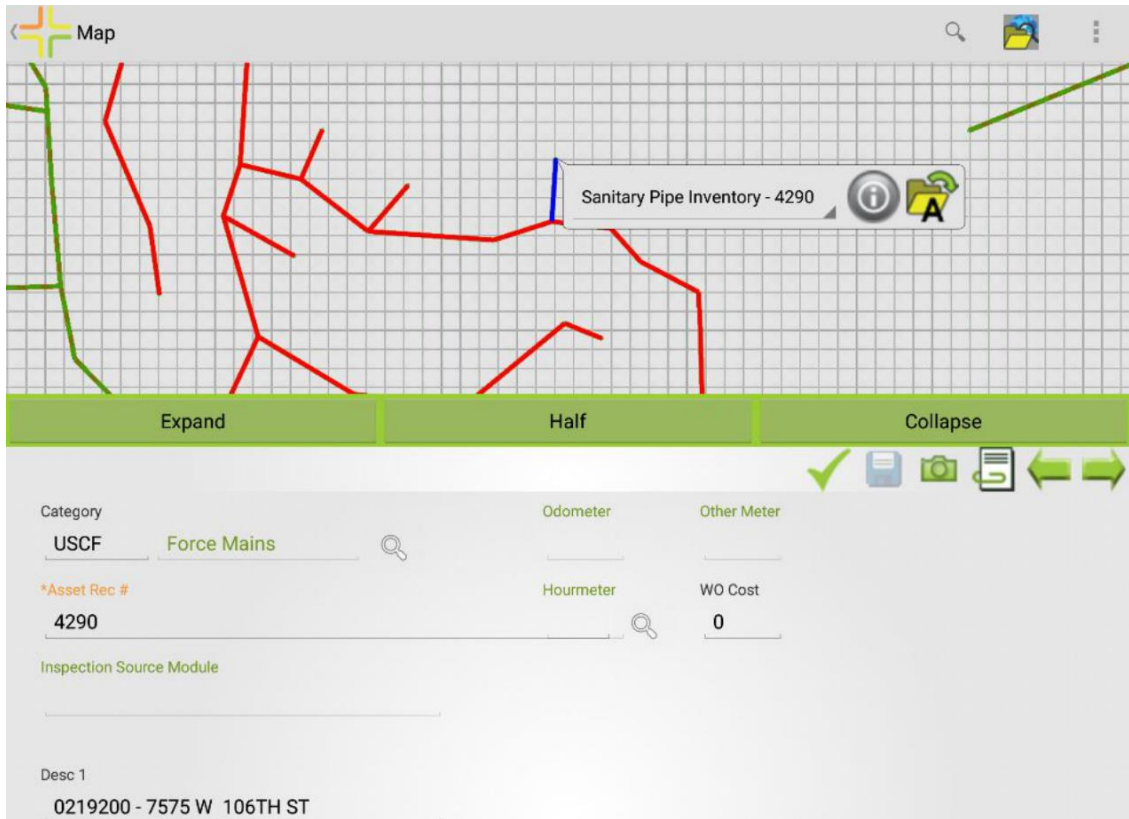 Map
Sanitary Pipe Inventory - 4290
A
Expand Half Collapse
Category Odometer Other Meter
USCF Force Mains
*Asset Rec # Hourmeter WO Cost
4290 0
Inspection Source Module
Desc 1
0219200 - 7575 W 106TH ST